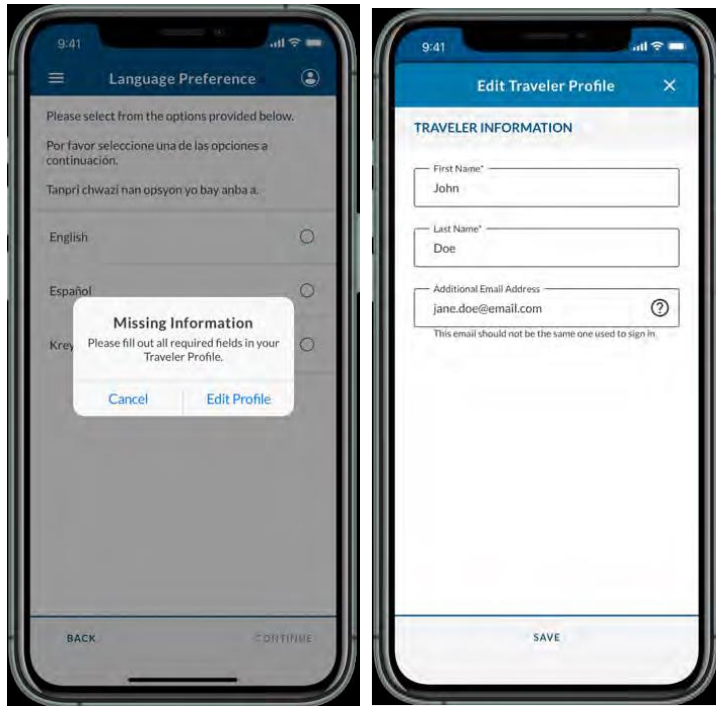 9:41
Language Preference
Please select from the options provided below.
Por favor seleccione una de las opciones a
continuación.
Tanpri chwazi nan opsyon yo bay anba a.
English
Español
Krey
Missing Information
Please fill out all required fields in your
Traveler Profile.
Cancel
Edit Profile
BACK
CONTINUE
9:41
Edit Traveler Profile
TRAVELER INFORMATION
First Name*
John
Last Name*
Doe
Additional Email Address
jane.doe@email.com
?
This email should not be the same one used to sign in.
SAVE